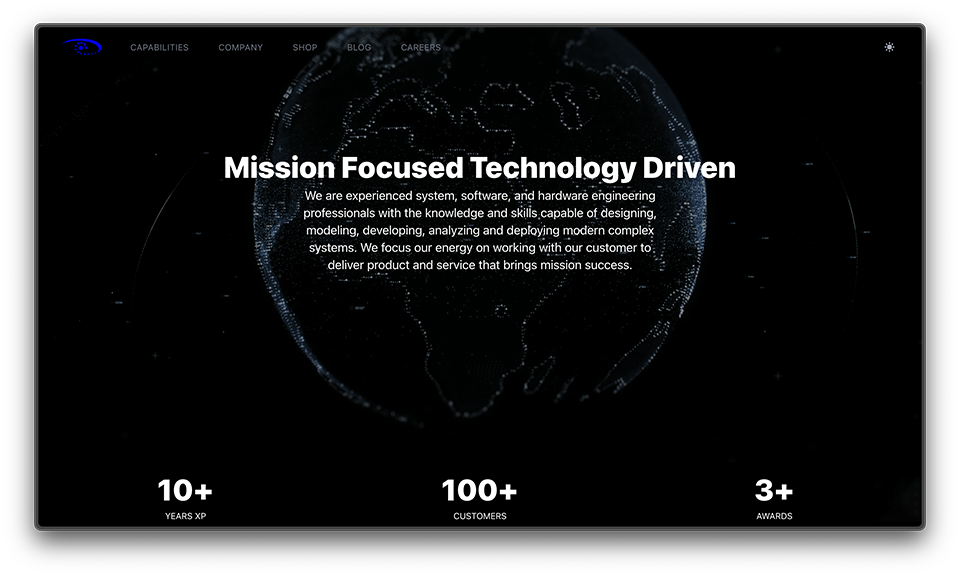 CAPABILITIES COMPANY SHOP BLOG CAREERS
Mission Focused Technology Driven
We are experienced system, software, and hardware engineering
professionals with the knowledge and skills capable of designing,
modeling, developing, analyzing and deploying modern complex
systems. We focus our energy on working with our customer to
deliver product and service that brings mission success.
10+ 100+ 3+
YEARS XP CUSTOMERS AWARDS